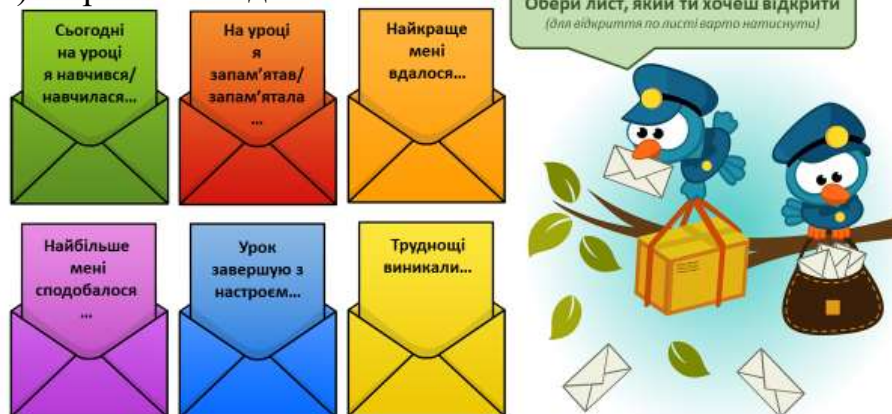 Обери лист, який ти хочеш відкрити
(для відкриття по листі варто натиснути)
Сьогодні
на уроці
я навчився/
навчилася...
На уроці
я
запам'ятав/
запам'ятала
...
Найкраще
мені
вдалося...
Найбільше
мені
сподобалося
...
Урок
завершую з
настроєм...
Труднощі
виникали...